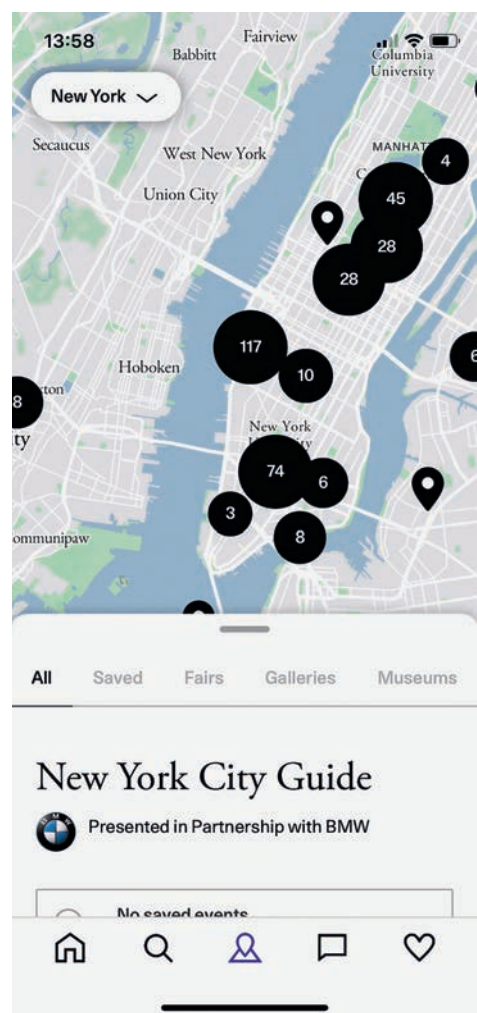 13:58
Fairview
Babbitt
Columbia
University
New York
Secaucus
West New York
MANHAT
4
Union City
45
28
28
117
Hoboken
10
8
New York
74
6
3
8
ommunipaw
All Saved Fairs Galleries Museums
New York City Guide
BMW
Presented in Partnership with BMW
No saved events